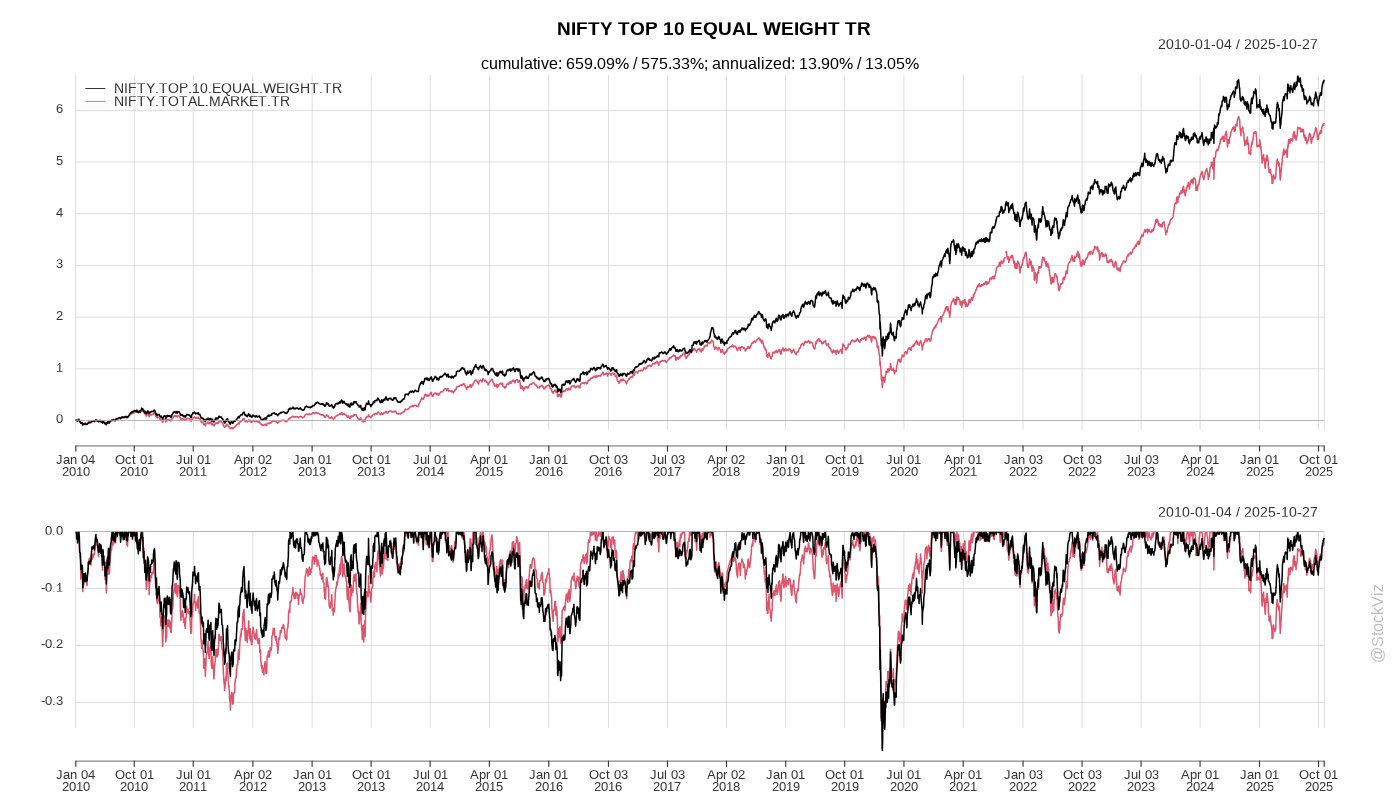 NIFTY TOP 10 EQUAL WEIGHT TR
2010-01-04 / 2025-10-27
cumulative: 659.09% / 575.33%; annualized: 13.90% / 13.05%
NIFTY.TOP.10.EQUAL.WEIGHT.TR
NIFTY.TOTAL.MARKET.TR
6
5
4
3
2
1
0
Jan 04 Oct 01 Jul 01 Apr 02 Jan 01 Oct 01 Jul 01 Apr 01 Jan 01 Oct 03 Jul 03 Apr 02 Jan 01 Oct 01 Jul 01 Apr 01 Jan 03 Oct 03 Jul 03 Apr 01 Jan 01 Oct 01
2010 2010 2011 2012 2013 2013 2014 2015 2016 2016 2017 2018 2019 2019 2020 2021 2022 2022 2023 2024 2025 2025
2010-01-04 / 2025-10-27
0.0
-0.1
-0.2
-0.3
Jan 04 Oct 01 Jul 01 Apr 02 Jan 01 Oct 01 Jul 01 Apr 01 Jan 01 Oct 03 Jul 03 Apr 02 Jan 01 Oct 01 Jul 01 Apr 01 Jan 03 Oct 03 Jul 03 Apr 01 Jan 01 Oct 01
2010 2010 2011 2012 2013 2013 2014 2015 2016 2016 2017 2018 2019 2019 2020 2021 2022 2022 2023 2024 2025 2025
@StockViz